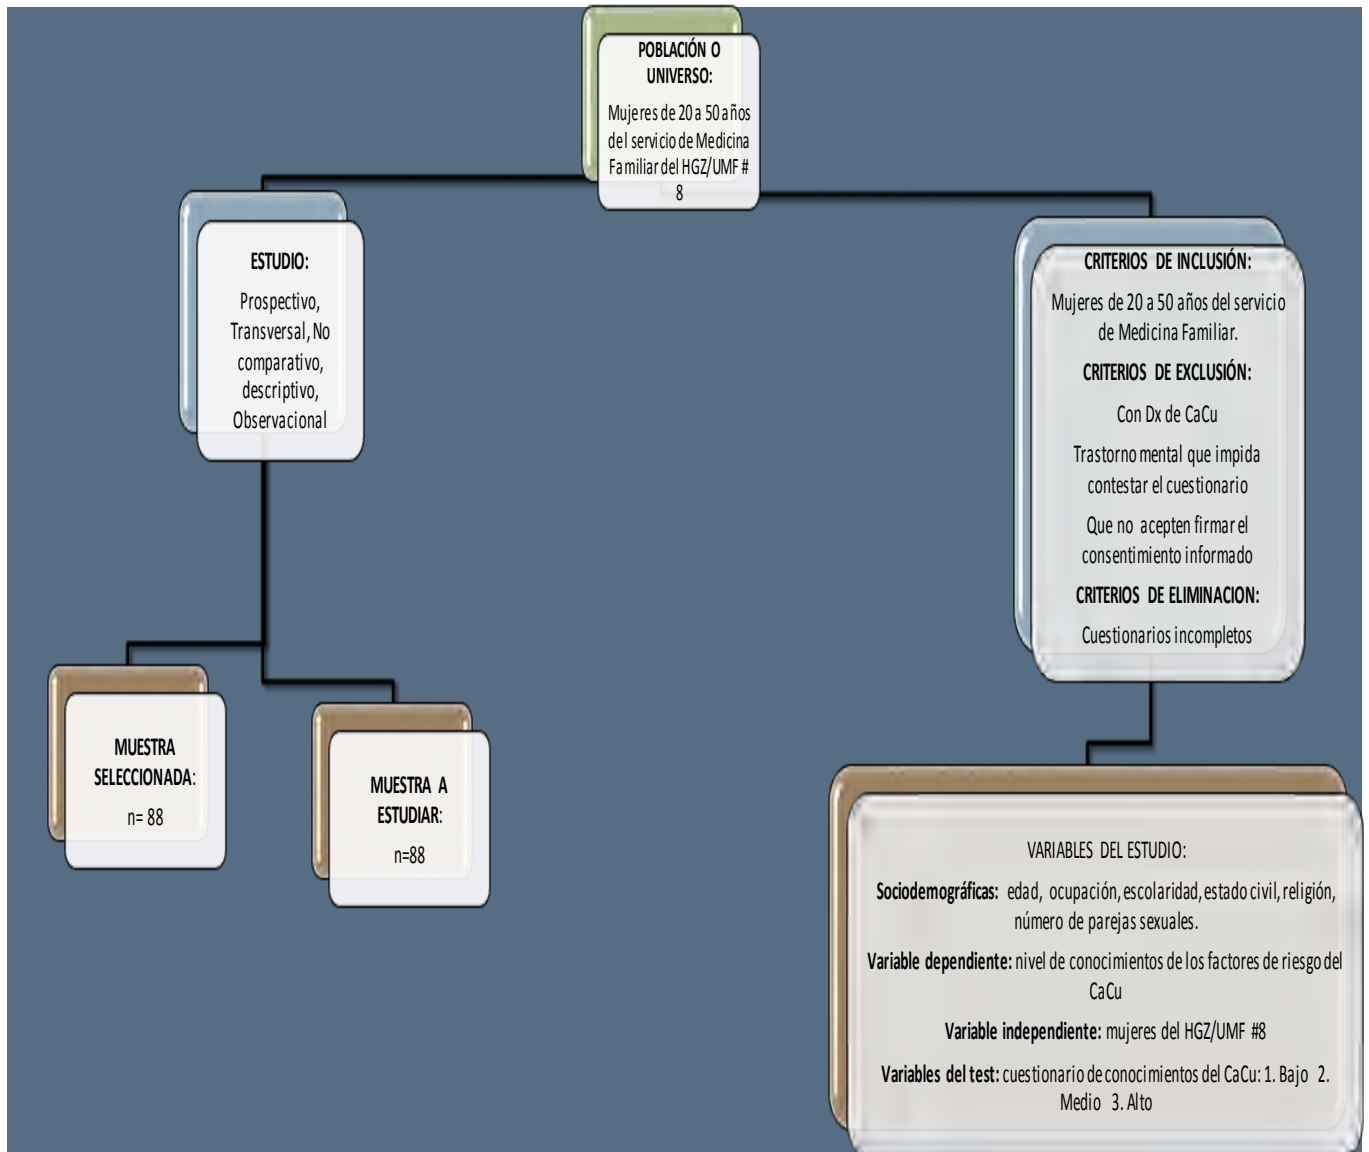 POBLACIÓN O
UNIVERSO:
Mujeres de 20 a 50 años
del servicio de Medicina
Familiar del HGZ/UMF #
8
ESTUDIO:
Prospectivo,
Transversal, No
comparativo,
descriptivo,
Observacional
CRITERIOS DE INCLUSIÓN:
Mujeres de 20 a 50 años del servicio
de Medicina Familiar.
CRITERIOS DE EXCLUSIÓN:
Con Dx de CaCu
Trastorno mental que impida
contestar el cuestionario
Que no acepten firmar el
consentimiento informado
CRITERIOS DE ELIMINACION:
Cuestionarios incompletos
MUESTRA
SELECCIONADA:
n= 88
MUESTRA A
ESTUDIAR:
n=88
VARIABLES DEL ESTUDIO:
Sociodemográficas: edad, ocupación, escolaridad, estado civil, religión,
número de parejas sexuales.
Variable dependiente: nivel de conocimientos de los factores de riesgo del
CaCu
Variable independiente: mujeres del HGZ/UMF #8
Variables del test: cuestionario de conocimientos del CaCu: 1. Bajo 2.
Medio 3. Alto